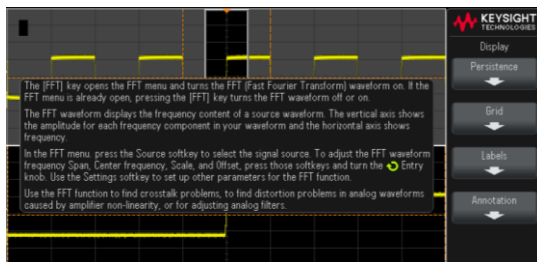 KEYSIGHT
TECHNOLOGIES
Display
Persistence
Grid
Labels
Annotation
The [FFT] key opens the FFT menu and turns the FFT (Fast Fourier Transform) waveform on. If the
FFT menu is already open, pressing the [FFT] key turns the FFT waveform off or on.
The FFT waveform displays the frequency content of a source waveform. The vertical axis shows
the amplitude for each frequency component in your waveform and the horizontal axis shows
frequency.
In the FFT menu, press the Source softkey to select the signal source. To adjust the FFT waveform
frequency Span, Center frequency, Scale, and Offset, press those softkeys and turn the Entry
knob. Use the Settings softkey to set up other parameters for the FFT function.
Use the FFT function to find crosstalk problems, to find distortion problems in analog waveforms
caused by amplifier non-linearity, or for adjusting analog filters.